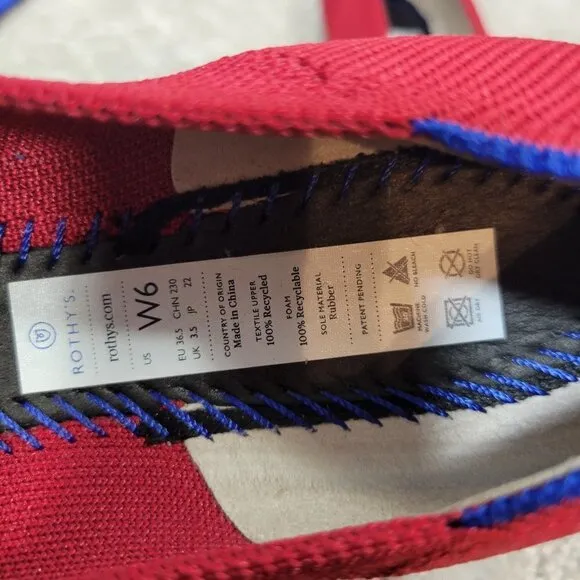 ROTHY'S
rothys.com
US W6
EU 36.5 CHN 230
UK 3.5 JP 22
COUNTRY OF ORIGIN
Made in China
TEXTILE UPPER
100% Recycled
FOAM
100% Recyclable
SOLE MATERIAL
Rubber
PATENT PENDING
NO BLEACH
MACHINE
WASH COLD
DO NOT
DRY CLEAN
AIR DRY